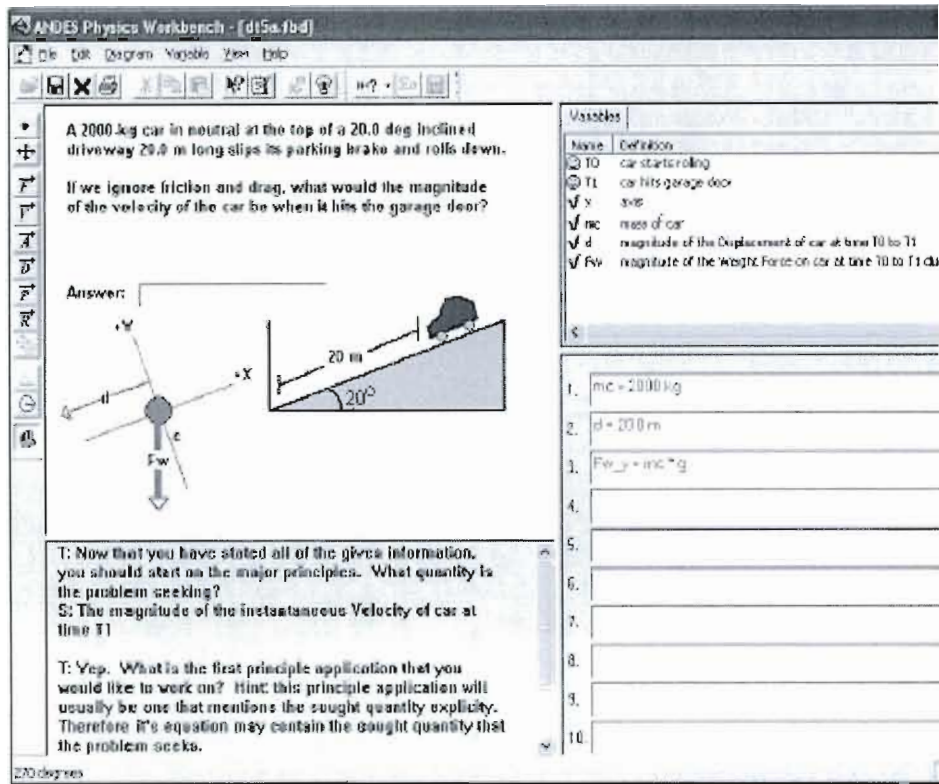 ANDES Physics Workbench - [dt5a.fbd]
File Edit Diagram Variable View Help
A 2000-kg car in neutral at the top of a 20.0 deg inclined
driveway 20.0 m long slips its parking brake and rolls down.
If we ignore friction and drag, what would the magnitude
of the velocity of the car be when it hits the garage door?
Answer:
+Y
+X
d
c
Fw
20 m
20°
T: Now that you have stated all of the given information,
you should start on the major principles. What quantity is
the problem seeking?
S: The magnitude of the instantaneous Velocity of car at
time T1
T: Yep. What is the first principle application that you
would like to work on? Hint: this principle application will
usually be one that mentions the sought quantity explicity.
Therefore it's equation may contain the sought quantity that
the problem seeks.
270 degrees
Variables
Name Definition
T0 car starts rolling
T1 car hits garage door
x axis
mc mass of car
d magnitude of the Displacement of car at time T0 to T1
Fw magnitude of the Weight Force on car at time T0 to T1 du
1. mc = 2000 kg
2. d = 20.0 m
3. Fw_y = mc * g
4.
5.
6.
7.
8.
9.
10.